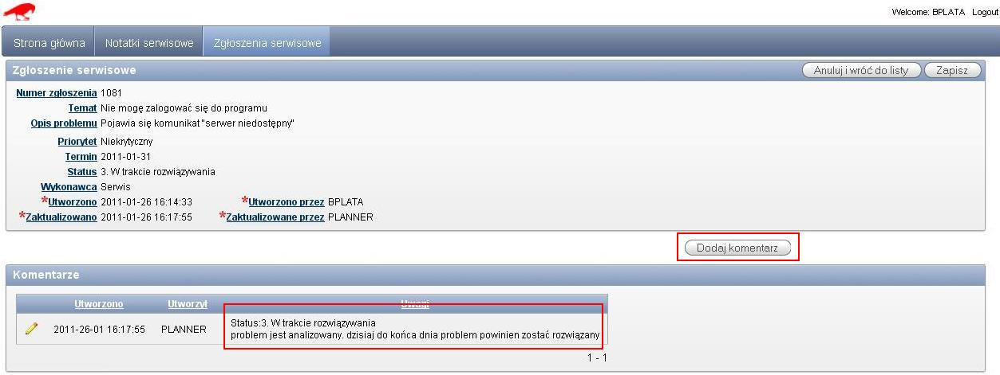 Welcome: BPLATA Logout
Strona główna Notatki serwisowe Zgłoszenia serwisowe
Zgłoszenie serwisowe Anuluj i wróć do listy Zapisz
Numer zgłoszenia 1081
Temat Nie mogę zalogować się do programu
Opis problemu Pojawia się komunikat "serwer niedostępny"
Priorytet Niekrytyczny
Termin 2011-01-31
Status 3. W trakcie rozwiązywania
Wykonawca Serwis
*Utworzono 2011-01-26 16:14:33 *Utworzono przez BPLATA
*Zaktualizowano 2011-01-26 16:17:55 *Zaktualizowane przez PLANNER
Dodaj komentarz
Komentarze
Utworzono Utworzył Uwagi
2011-26-01 16:17:55 PLANNER Status:3. W trakcie rozwiązywania
problem jest analizowany. dzisiaj do końca dnia problem powinien zostać rozwiązany
1 - 1